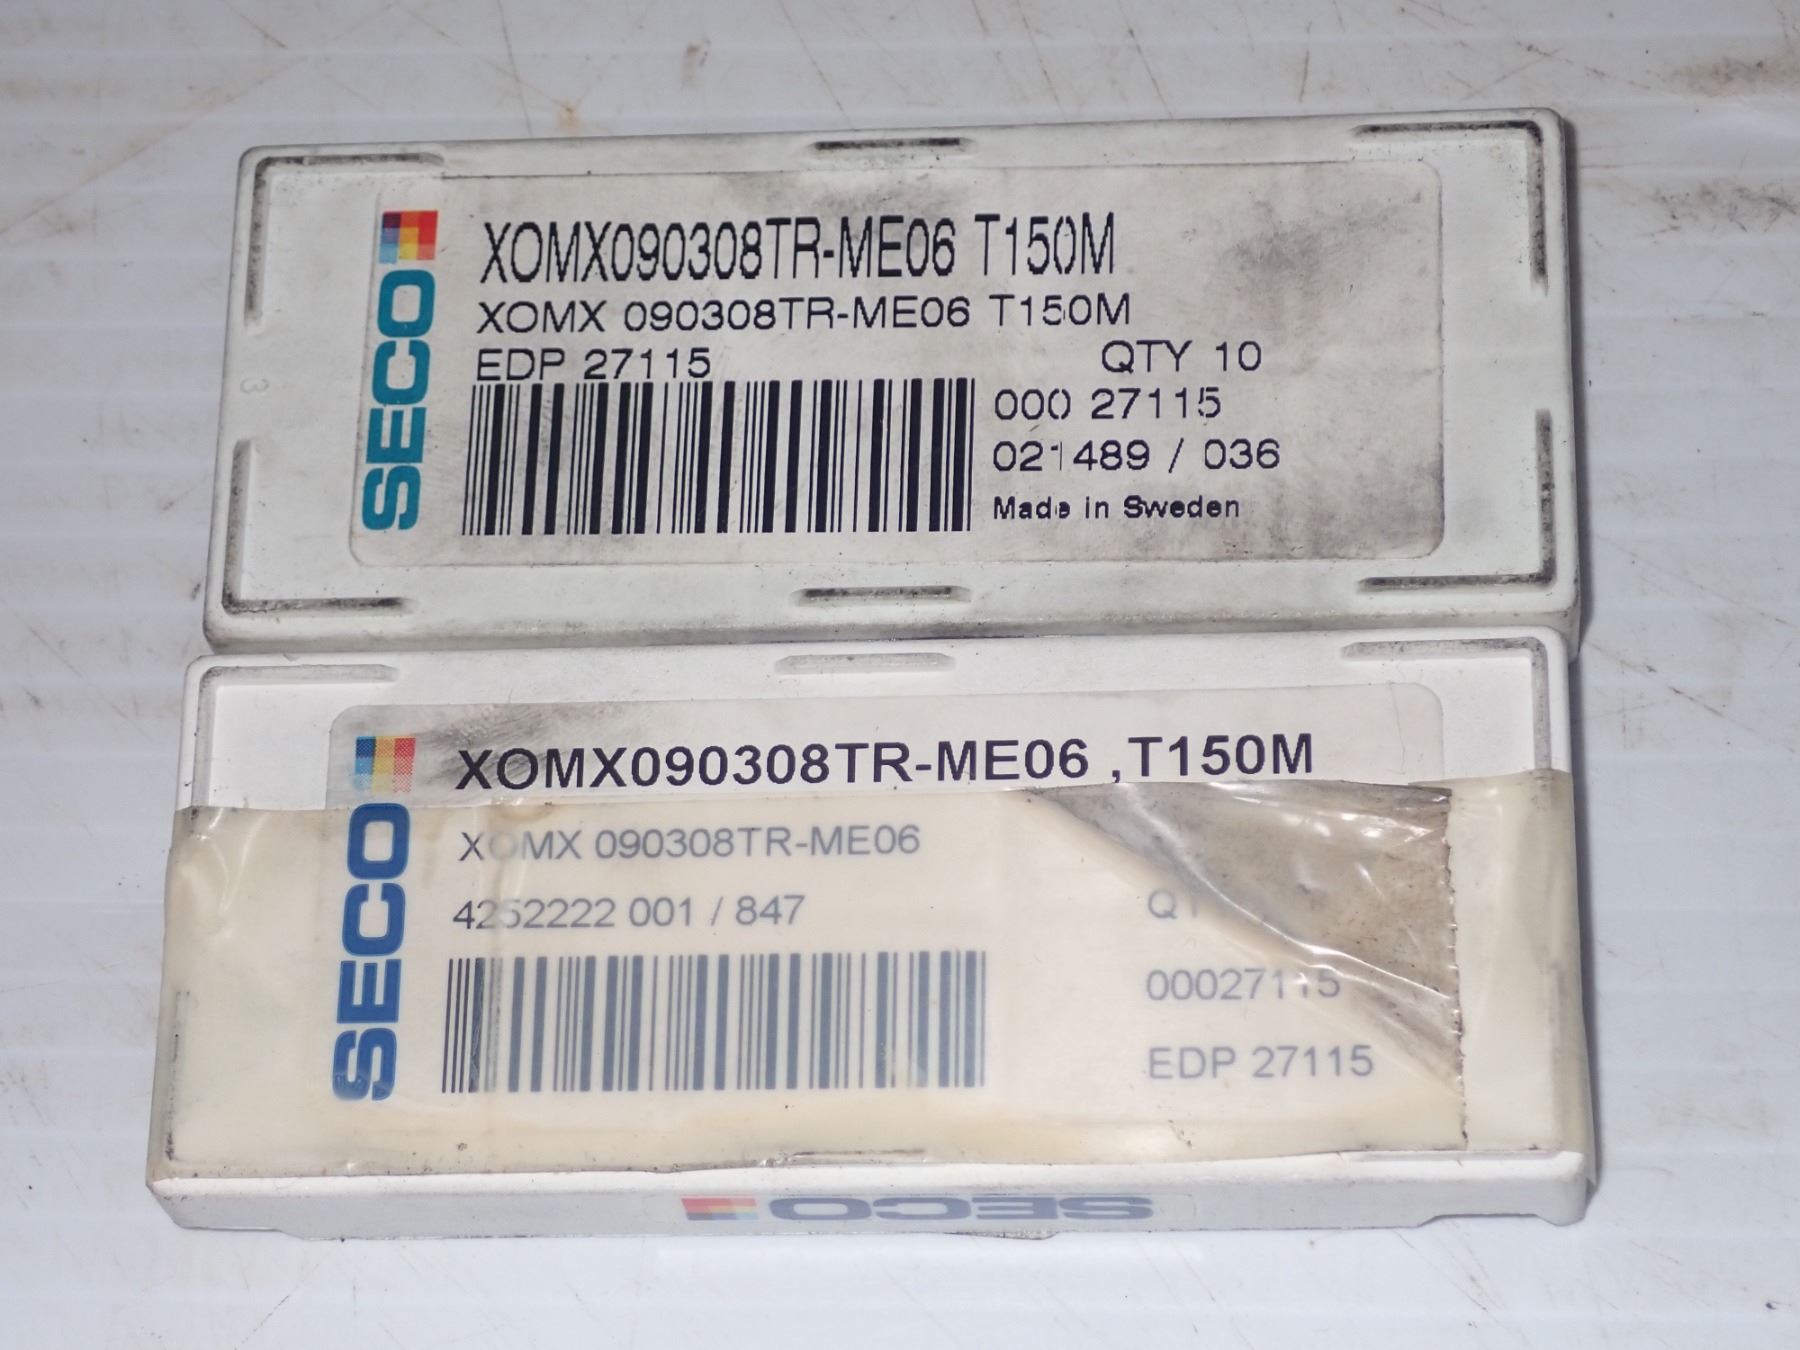 SECO
XOMX090308TR-ME06 T150M
XOMX 090308TR-ME06 T150M
EDP 27115
QTY 10
000 27115
021489 / 036
Made in Sweden
3
SECO
XOMX090308TR-ME06 ,T150M
XOMX 090308TR-ME06
4252222 001 / 847
00027115
EDP 27115
SECO